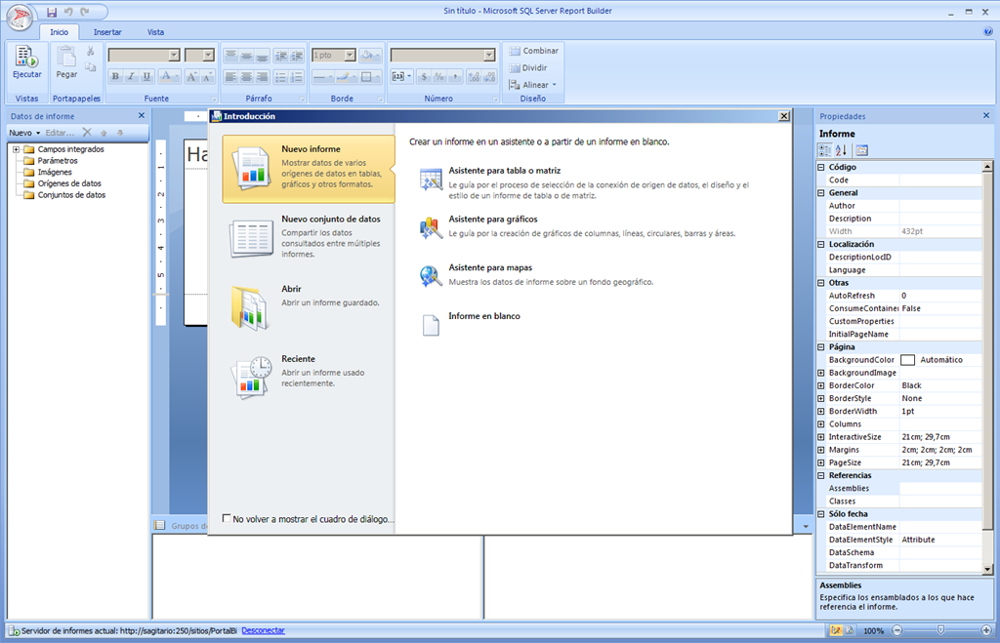 Sin título - Microsoft SQL Server Report Builder
Inicio
Insertar
Vista
Ejecutar
Vistas
Pegar
Portapapeles
Fuente
Párrafo
1 pto
Borde
Número
Combinar
Dividir
Alinear
Diseño
Datos de informe
Nuevo
Editar...
Campos integrados
Parámetros
Imágenes
Orígenes de datos
Conjuntos de datos
Introducción
Nuevo informe
Mostrar datos de varios
orígenes de datos en tablas,
gráficos y otros formatos.
Nuevo conjunto de datos
Compartir los datos
consultados entre múltiples
informes.
Abrir
Abrir un informe guardado.
Reciente
Abrir un informe usado
recientemente.
No volver a mostrar el cuadro de diálogo...
Crear un informe en un asistente o a partir de un informe en blanco.
Asistente para tabla o matriz
Le guía por el proceso de selección de la conexión de origen de datos, el diseño y el
estilo de un informe de tabla o de matriz.
Asistente para gráficos
Le guía por la creación de gráficos de columnas, líneas, circulares, barras y áreas.
Asistente para mapas
Muestra los datos de informe sobre un fondo geográfico.
Informe en blanco
Ha
Grupos d
Propiedades
Informe
Código
Code
General
Author
Description
Width 432pt
Localización
DescriptionLocID
Language
Otras
AutoRefresh 0
ConsumeContainer False
CustomProperties
InitialPageName
Página
BackgroundColor Automático
BackgroundImage
BorderColor Black
BorderStyle None
BorderWidth 1pt
Columns
InteractiveSize 21cm; 29,7cm
Margins 2cm; 2cm; 2cm; 2cm
PageSize 21cm; 29,7cm
Referencias
Assemblies
Classes
Sólo fecha
DataElementName
DataElementStyle Attribute
DataSchema
DataTransform
Assemblies
Especifica los ensamblados a los que hace
referencia el informe.
Servidor de informes actual: http://sagitario:250/sitios/PortalBi Desconectar
100%